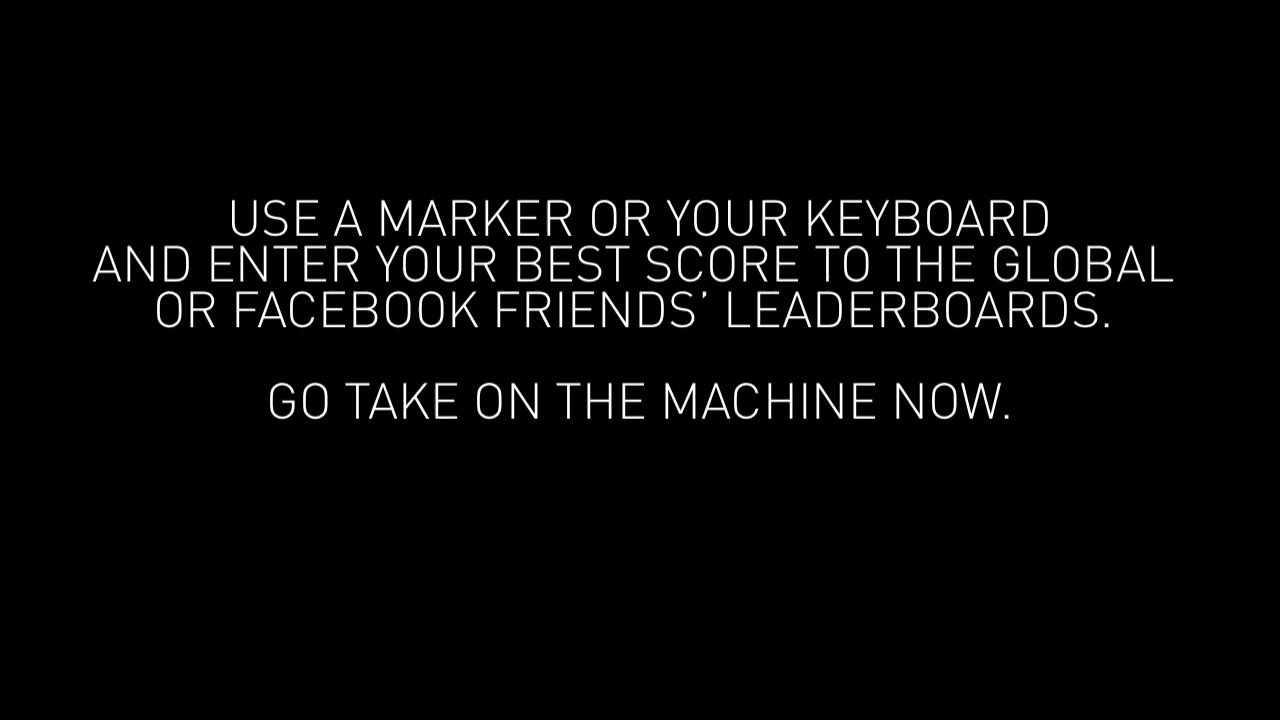 USE A MARKER OR YOUR KEYBOARD
AND ENTER YOUR BEST SCORE TO THE GLOBAL
OR FACEBOOK FRIENDS’ LEADERBOARDS.
GO TAKE ON THE MACHINE NOW.